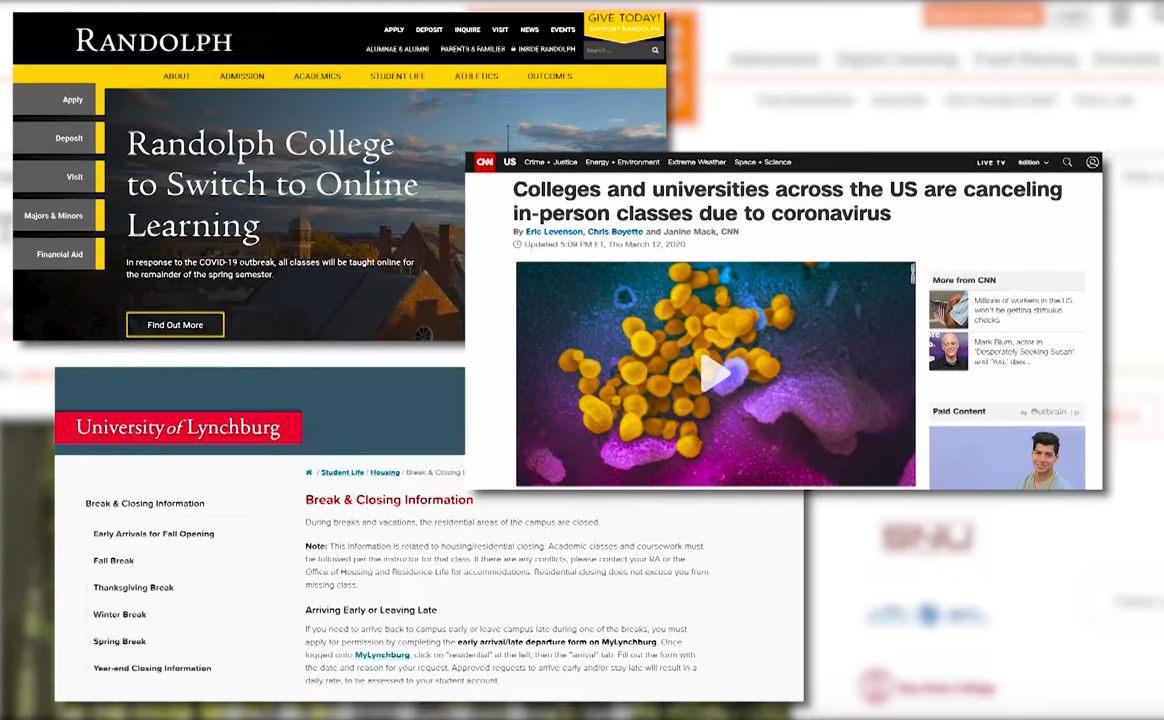 RANDOLPH
APPLY DEPOSIT INQUIRE VISIT NEWS EVENTS
GIVE TODAY!
SUPPORT RANDOLPH
ALUMNAE & ALUMNI PARENTS & FAMILIES INSIDE RANDOLPH
Search ...
ABOUT ADMISSION ACADEMICS STUDENT LIFE ATHLETICS OUTCOMES
Apply
Deposit
Visit
Majors & Minors
Financial Aid
Randolph College
to Switch to Online
Learning
In response to the COVID-19 outbreak, all classes will be taught online for
the remainder of the spring semester.
Find Out More
CNN US Crime + Justice Energy + Environment Extreme Weather Space + Science
LIVE TV Edition
Colleges and universities across the US are canceling
in-person classes due to coronavirus
By Eric Levenson, Chris Boyette and Janine Mack, CNN
Updated 5:09 PM ET, Thu March 12, 2020
More from CNN
Millions of workers in the US
won't be getting stimulus
checks
Mark Blum, actor in
'Desperately Seeking Susan'
and 'You,' dies...
Paid Content by Outbrain
University of Lynchburg
Break & Closing Information
Early Arrivals for Fall Opening
Fall Break
Thanksgiving Break
Winter Break
Spring Break
Year-end Closing Information
/ Student Life / Housing / Break & Closing I
Break & Closing Information
During breaks and vacations, the residential areas of the campus are closed.
Note: This information is related to housing/residential closing. Academic classes and coursework must
be followed per the instructor for that class. If there are any conflicts, please contact your RA or the
Office of Housing and Residence Life for accommodations. Residential closing does not excuse you from
missing class.
Arriving Early or Leaving Late
If you need to arrive back to campus early or leave campus late during one of the breaks, you must
apply for permission by completing the early arrival/late departure form on MyLynchburg. Once
logged onto MyLynchburg, click on "residential" at the left, then the "arrival" tab. Fill out the form with
the date and reason for your request. Approved requests to arrive early and/or stay late will result in a
daily rate, to be assessed to your student account.